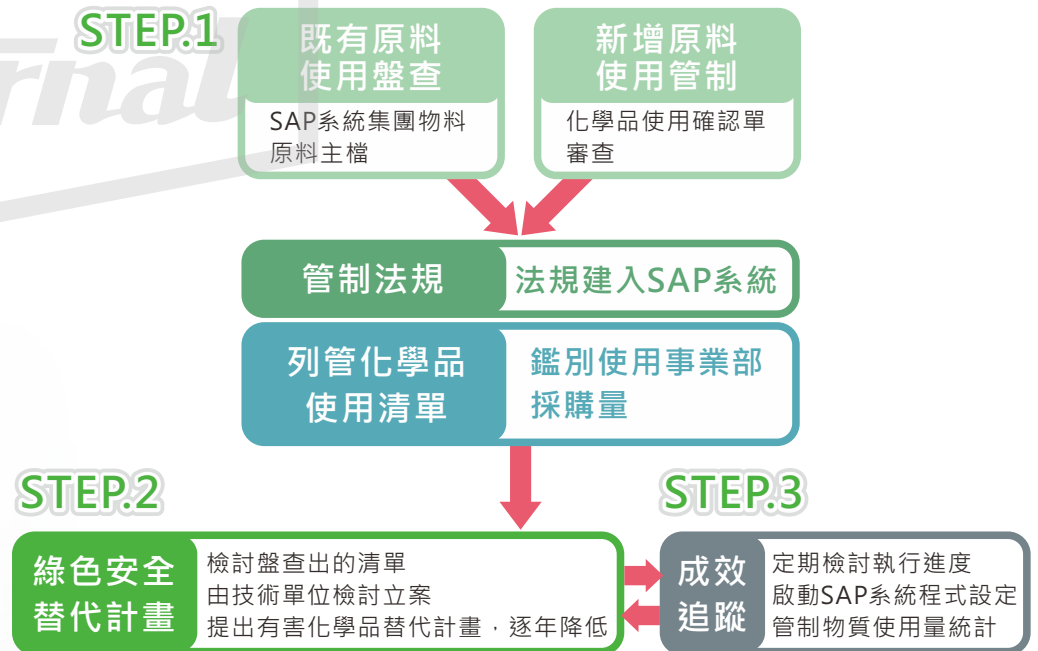 STEP.1
既有原料
使用盤查
SAP系統集團物料
原料主檔
新增原料
使用管制
化學品使用確認單
審查
管制法規
法規建入SAP系統
列管化學品
使用清單
鑑別使用事業部
採購量
STEP.2
綠色安全
替代計畫
檢討盤查出的清單
由技術單位檢討立案
提出有害化學品替代計畫，逐年降低
STEP.3
成效
追蹤
定期檢討執行進度
啟動SAP系統程式設定
管制物質使用量統計